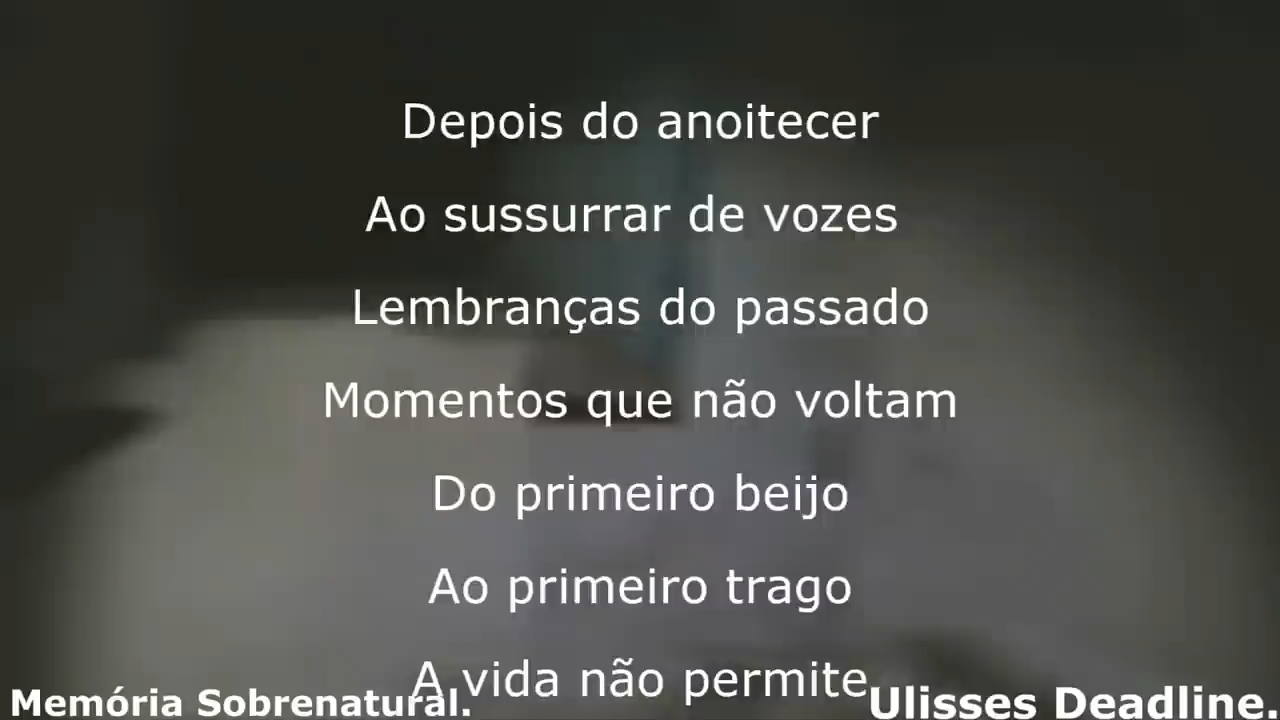 Depois do anoitecer
Ao sussurrar de vozes
Lembranças do passado
Momentos que não voltam
Do primeiro beijo
Ao primeiro trago
A vida não permite
Memória Sobrenatural.
Ulisses Deadline.